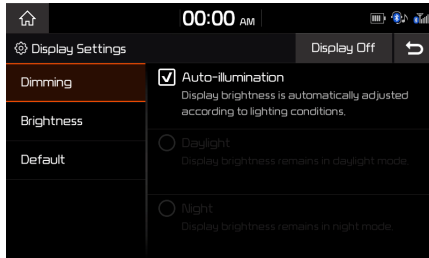 00:00 AM
Display Settings
Display Off
Dimming
Auto-illumination
Display brightness is automatically adjusted
according to lighting conditions.
Brightness
Daylight
Display brightness remains in daylight mode.
Default
Night
Display brightness remains in night mode.